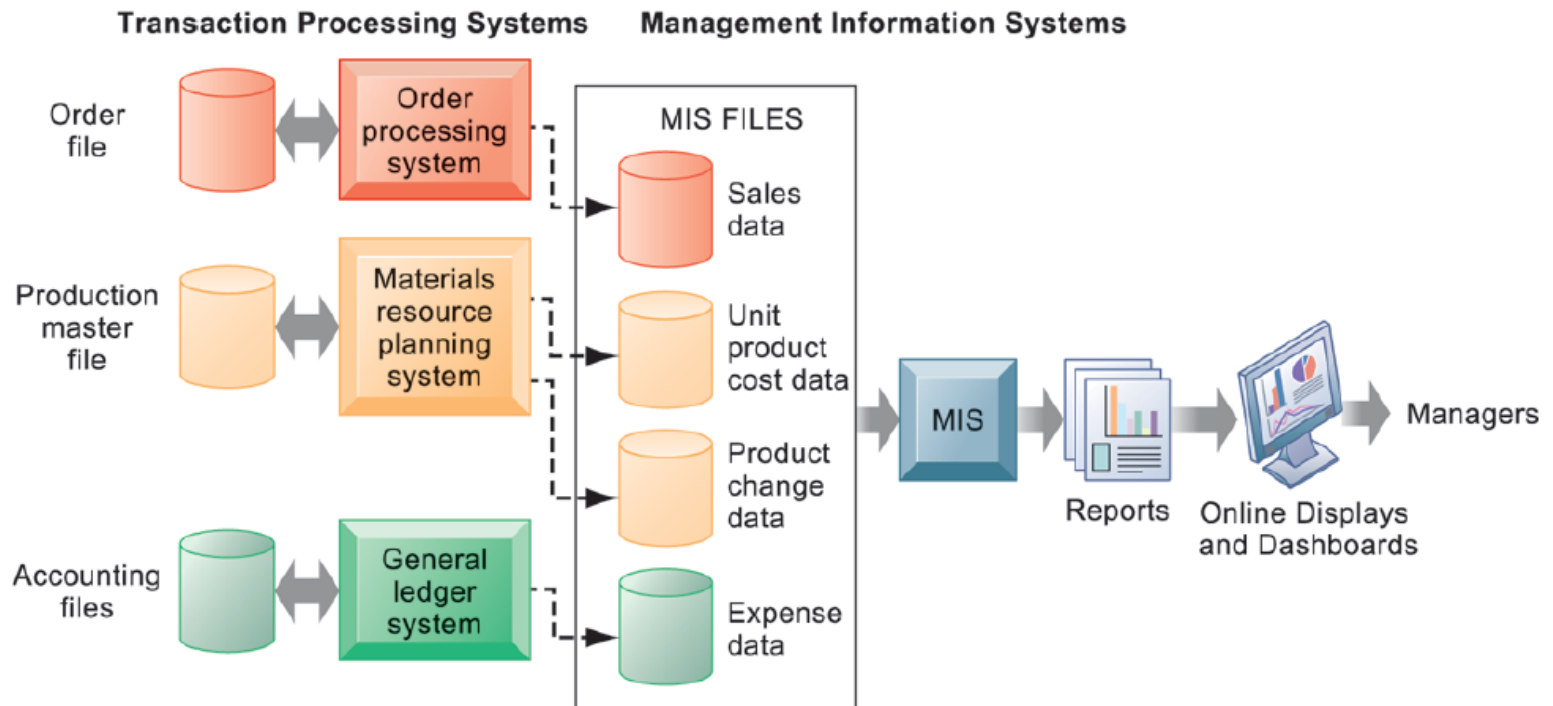 Transaction Processing Systems
Management Information Systems
Order
file
Order
processing
system
MIS FILES
Sales
data
Production
master
file
Materials
resource
planning
system
Unit
product
cost data
Product
change
data
Accounting
files
General
ledger
system
Expense
data
MIS
Reports
Online Displays
and Dashboards
Managers